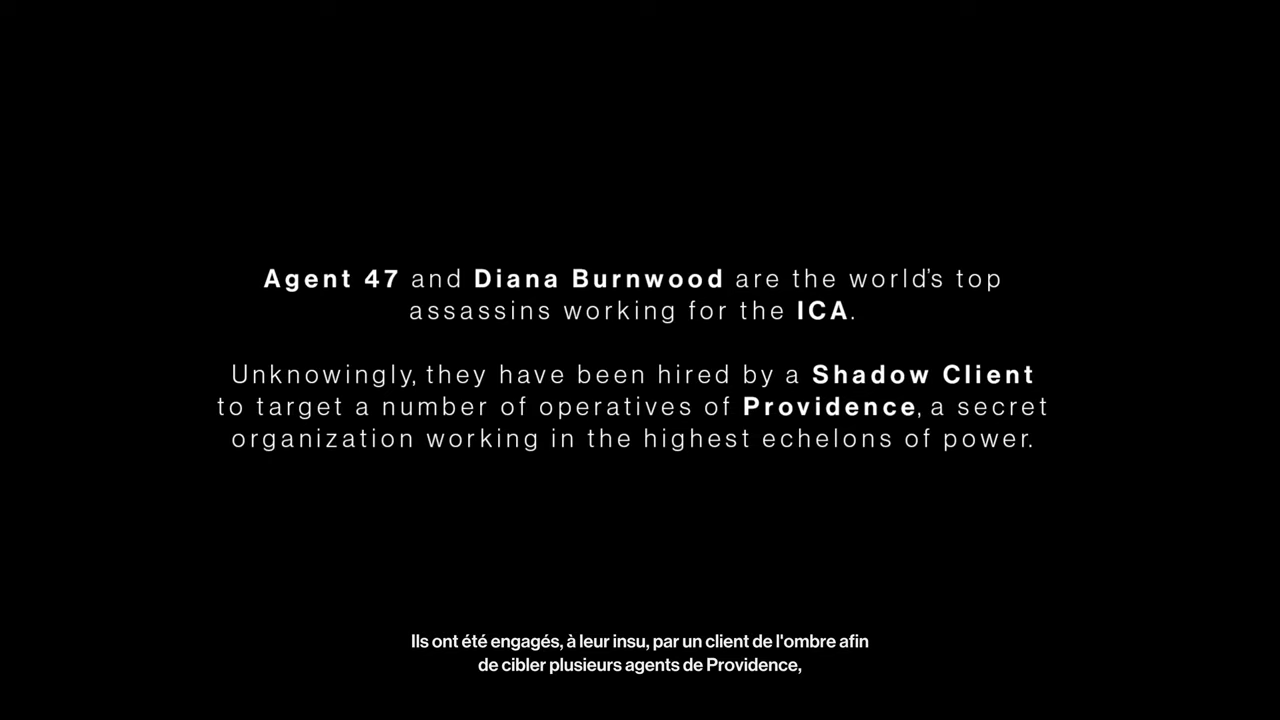 Agent 47 and Diana Burnwood are the world's top
assassins working for the ICA.
Unknowingly, they have been hired by a Shadow Client
to target a number of operatives of Providence, a secret
organization working in the highest echelons of power.
Ils ont été engagés, à leur insu, par un client de l'ombre afin
de cibler plusieurs agents de Providence,